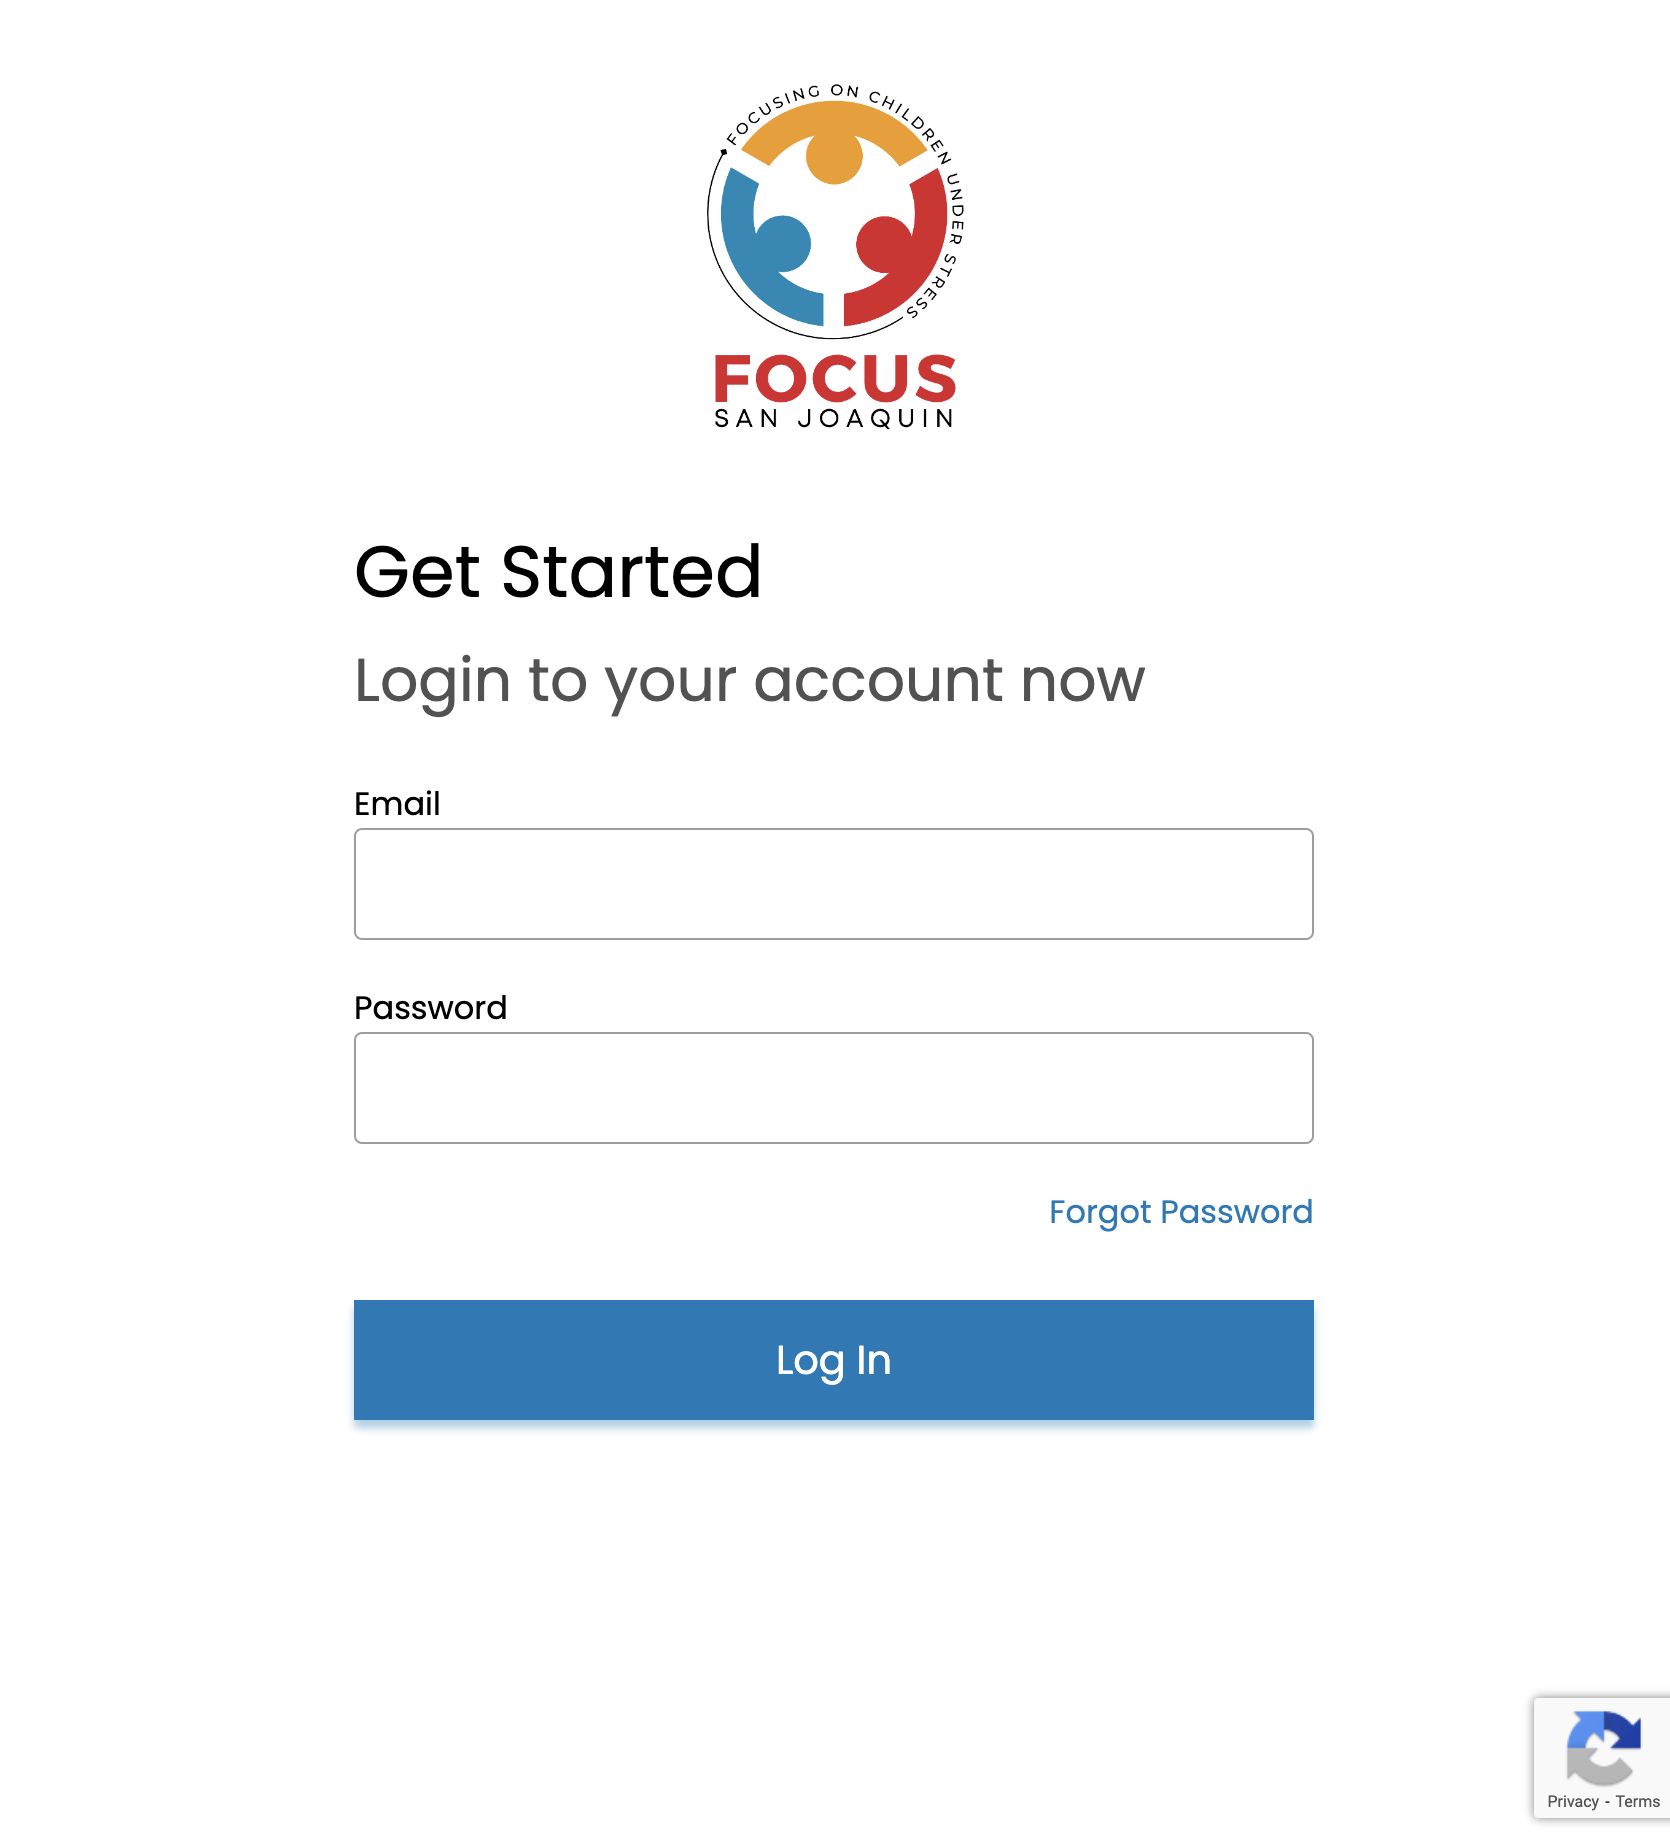 FOCUSING ON CHILDREN UNDER STRESS
FOCUS
SAN JOAQUIN
Get Started
Login to your account now
Email
Password
Forgot Password
Log In
Privacy - Terms